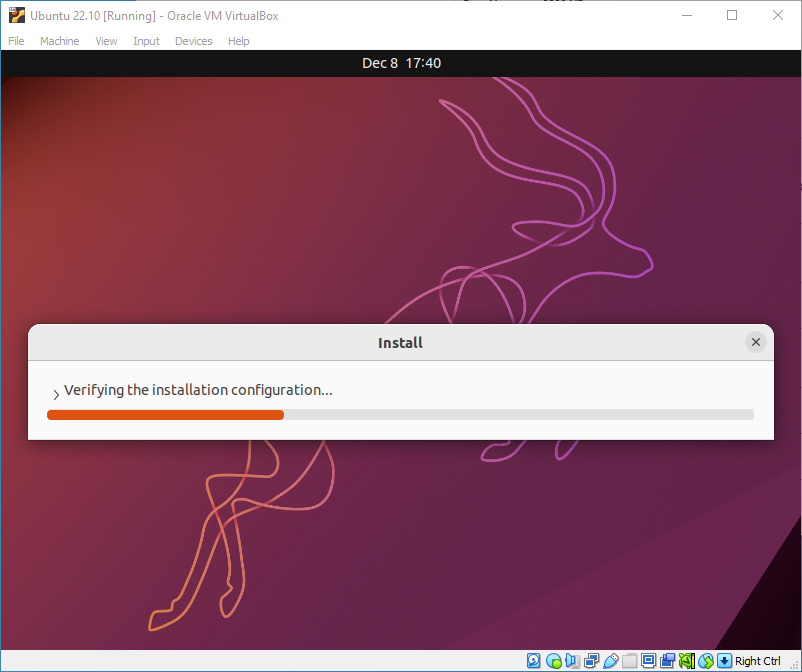 Ubuntu 22.10 [Running] - Oracle VM VirtualBox
File Machine View Input Devices Help
Dec 8 17:40
Install
Verifying the installation configuration...
Right Ctrl